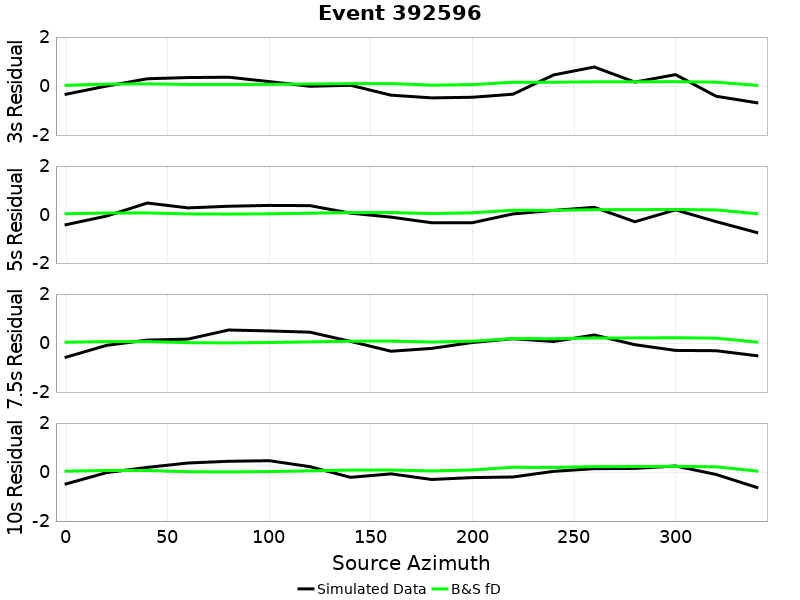 Event 392596
3s Residual
2
0
-2
5s Residual
2
0
-2
7.5s Residual
2
0
-2
10s Residual
2
0
-2
0 50 100 150 200 250 300
Source Azimuth
Simulated Data B&S fD